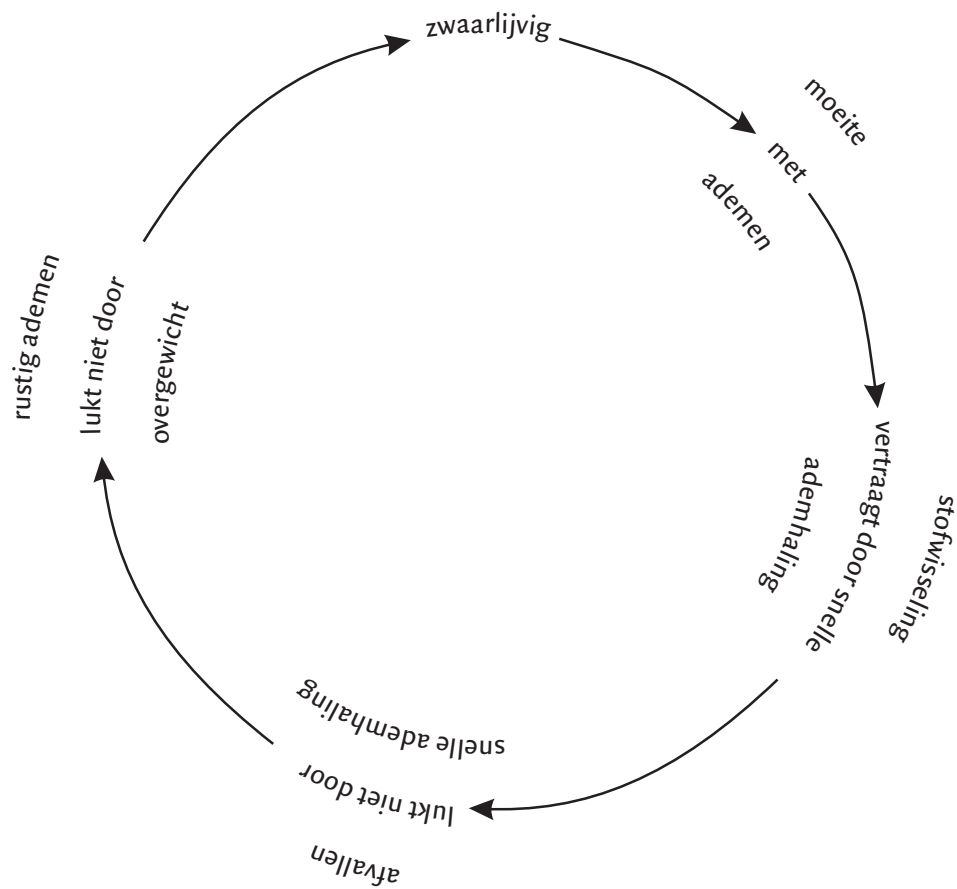 zwaarlijvig
moeite
met
ademen
stofwisseling
vertraagt door snelle
ademhaling
afvallen
lukt niet door
snelle ademhaling
rustig ademen
lukt niet door
overgewicht